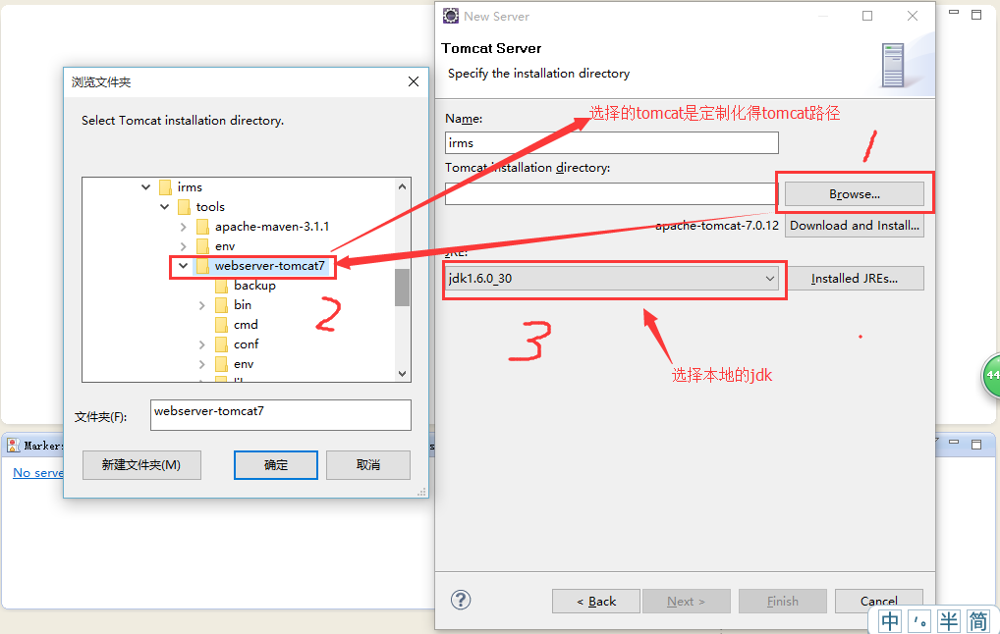 New Server
Tomcat Server
Specify the installation directory
选择的tomcat是定制化得tomcat路径
Name:
irms
1
Tomcat installation directory:
Browse...
apache-tomcat-7.0.12
Download and Install...
JRE:
jdk1.6.0_30
Installed JREs...
3
选择本地的jdk
< Back
Next >
Finish
Cancel
浏览文件夹
Select Tomcat installation directory.
irms
tools
apache-maven-3.1.1
env
webserver-tomcat7
backup
bin
2
cmd
conf
env
文件夹(F):
webserver-tomcat7
新建文件夹(M)
确定
取消
Markers
No serve
44
中 半 简